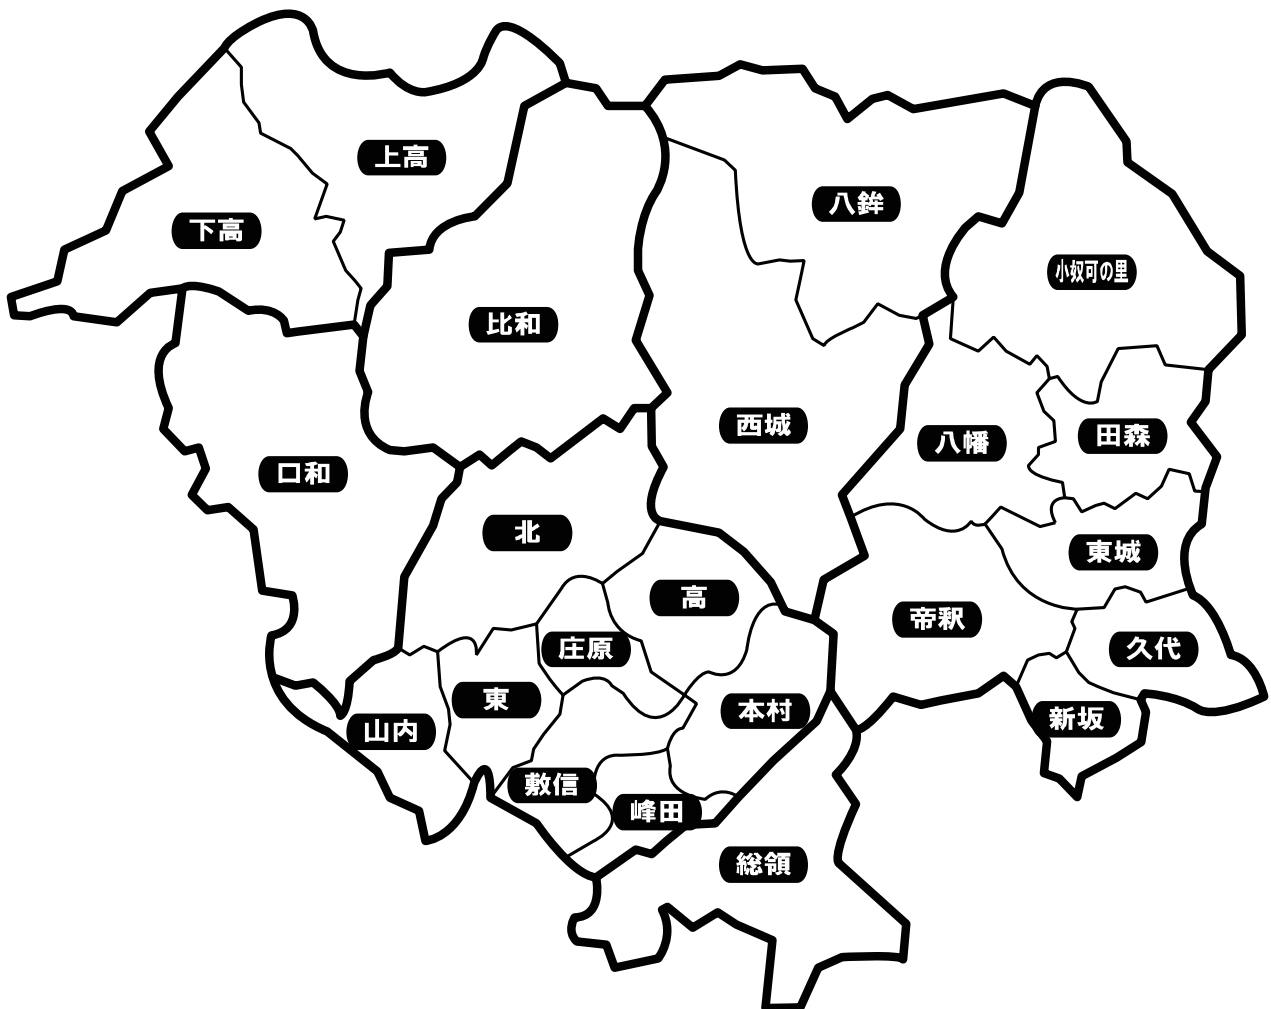 上高
八鉾
下高
小奴可の里
比和
西城
田森
八幡
口和
北
東城
高
帝釈
庄原
久代
東
本村
新坂
山内
敷信
峰田
総領